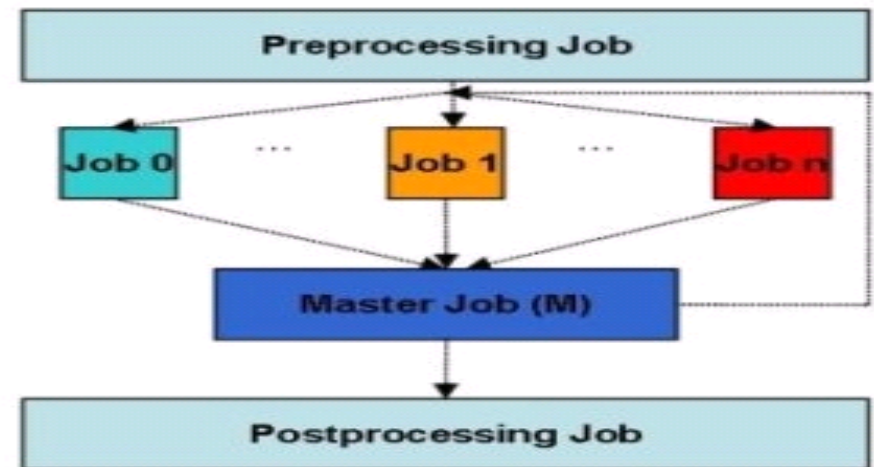 Preprocessing Job
Job 0 ... Job 1 ... Job n
Master Job (M)
Postprocessing Job